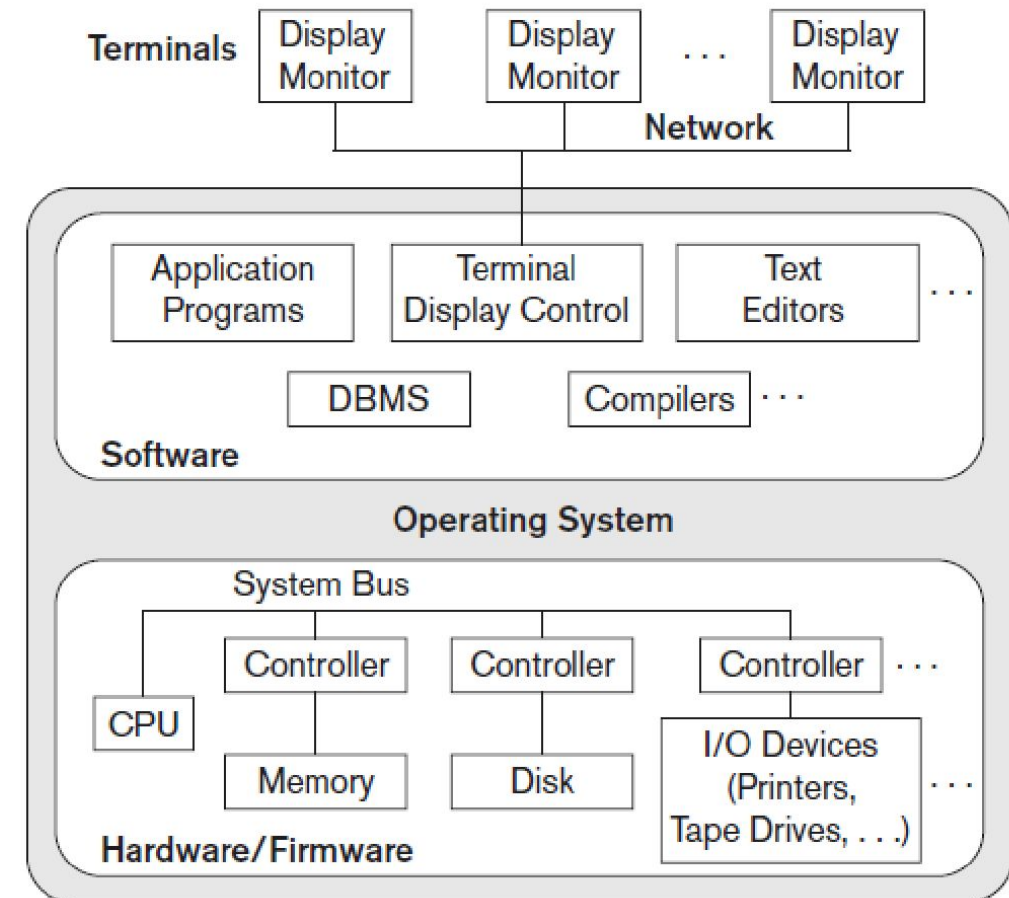 Terminals
Display
Monitor
Display
Monitor
. . .
Display
Monitor
Network
Application
Programs
Terminal
Display Control
Text
Editors
. . .
DBMS
Compilers
. . .
Software
Operating System
System Bus
Controller
Controller
Controller
. . .
CPU
Memory
Disk
I/O Devices
(Printers,
Tape Drives, . . .)
. . .
Hardware/Firmware